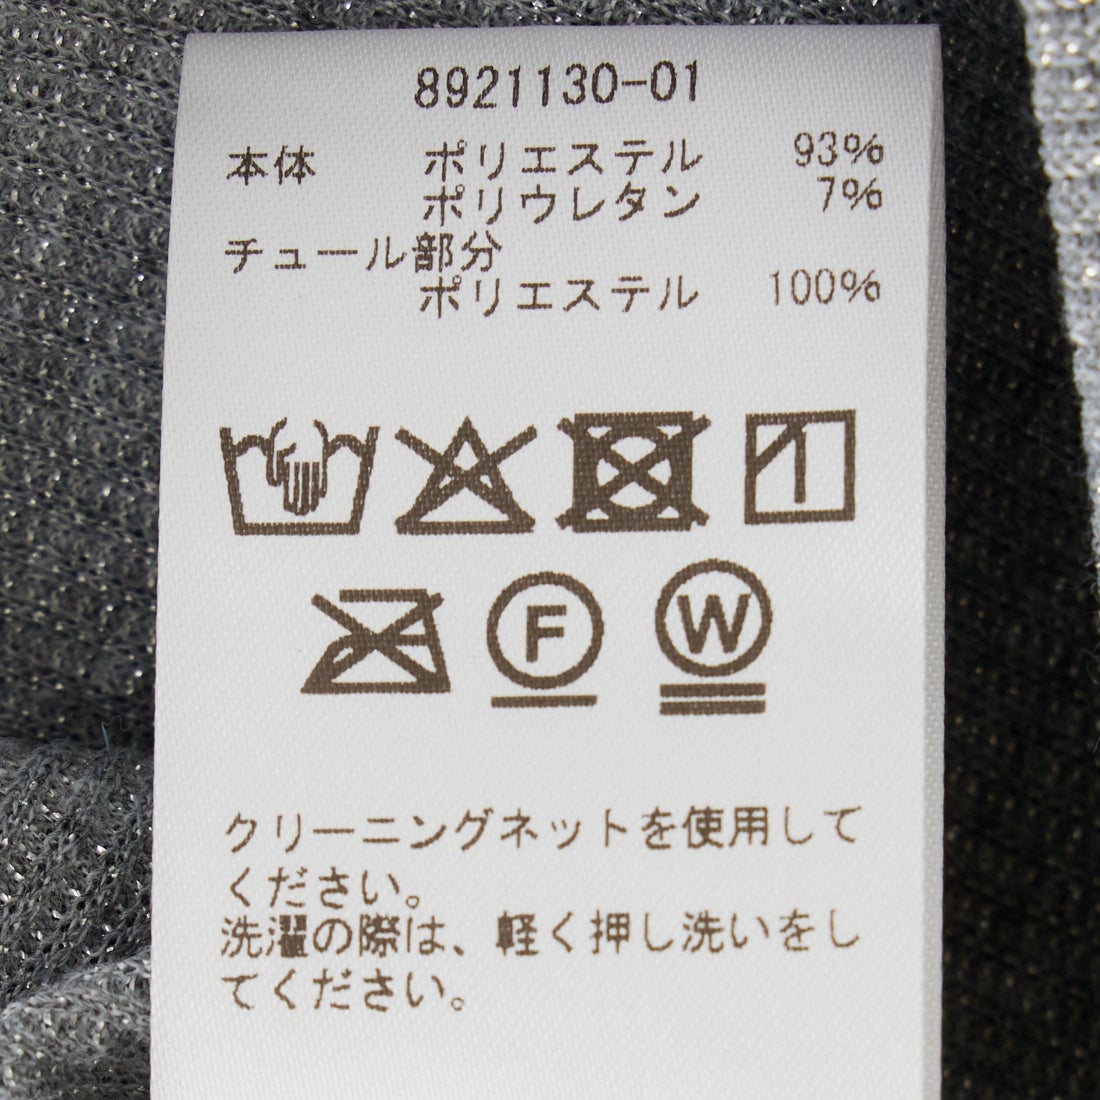 8921130-01
本体 ポリエステル 93%
ポリウレタン 7%
チュール部分
ポリエステル 100%
F W
クリーニングネットを使用して
ください。
洗濯の際は、軽く押し洗いをし
てください。